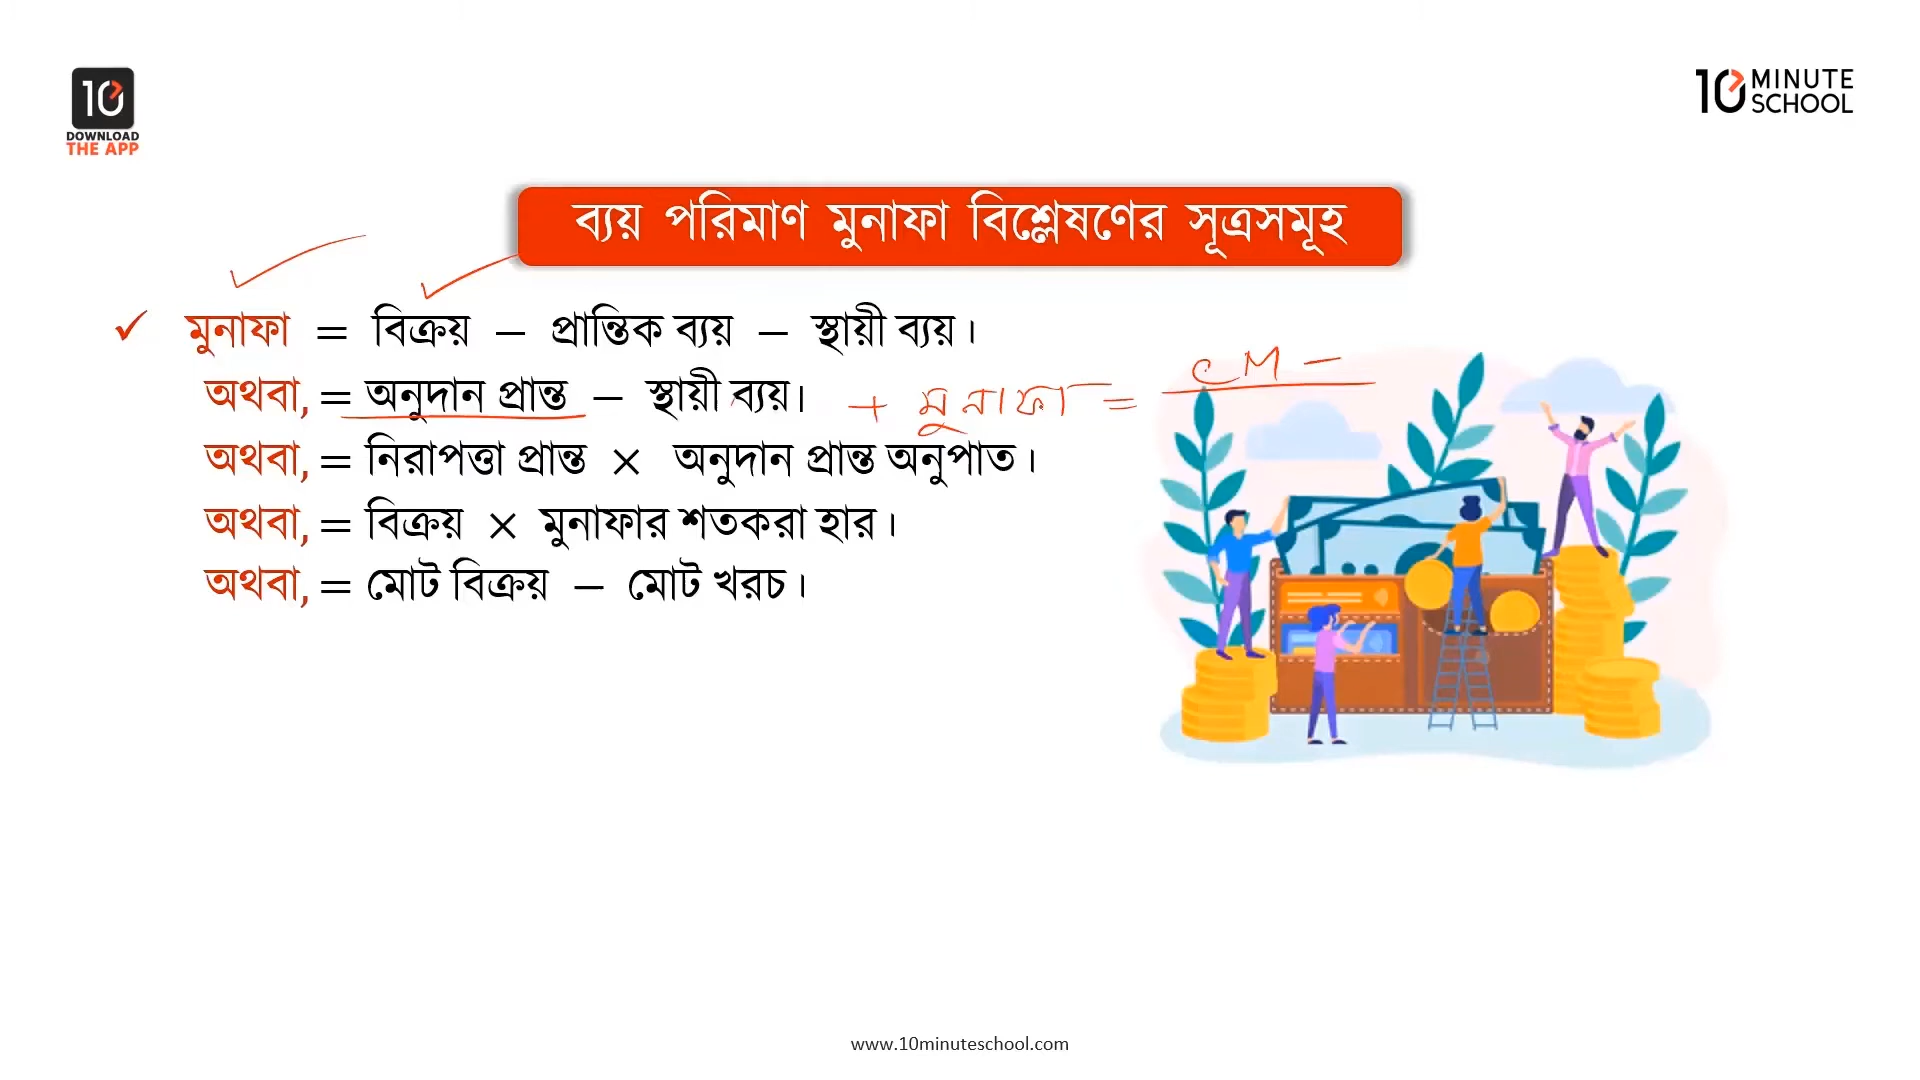 10
DOWNLOAD
THE APP
10 MINUTE
SCHOOL
ব্যয় পরিমাণ মুনাফা বিশ্লেষণের সূত্রসমূহ
✓ মুনাফা = বিক্রয় – প্রান্তিক ব্যয় – স্থায়ী ব্যয়।
অথবা, = অনুদান প্রান্ত – স্থায়ী ব্যয়। + মুনাফা = CM –
অথবা, = নিরাপত্তা প্রান্ত × অনুদান প্রান্ত অনুপাত।
অথবা, = বিক্রয় × মুনাফার শতকরা হার।
অথবা, = মোট বিক্রয় – মোট খরচ।
www.10minuteschool.com